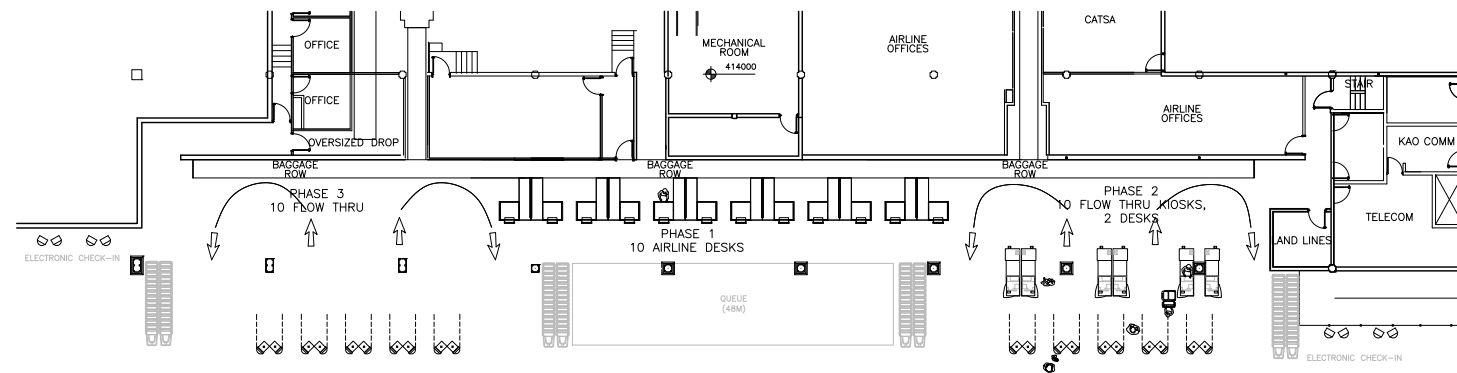 CATSA
OFFICE
MECHANICAL
ROOM
AIRLINE
OFFICES
414000
STAIR
OFFICE
AIRLINE
OFFICES
OVERSIZED DROP
KAO COMM
BAGGAGE
ROW
BAGGAGE
ROW
BAGGAGE
ROW
PHASE 3
10 FLOW THRU
PHASE 2
10 FLOW THRU KIOSKS,
2 DESKS
TELECOM
PHASE 1
10 AIRLINE DESKS
LAND LINES
ELECTRONIC CHECK-IN
QUEUE
(48M)
ELECTRONIC CHECK-IN